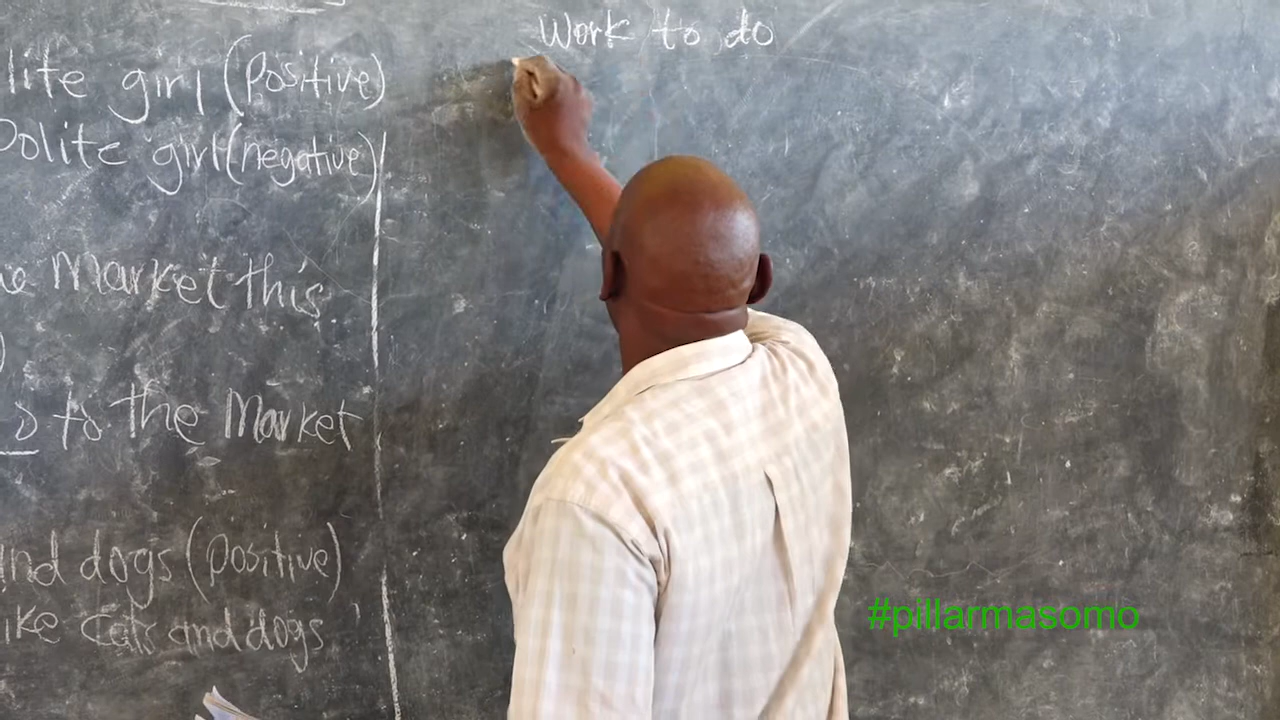 lite girl (Positive)
Polite girl (negative)
Market this
)
s to the Market
and dogs (Positive)
ike Cats and dogs
Work to do
#pillarmasomo